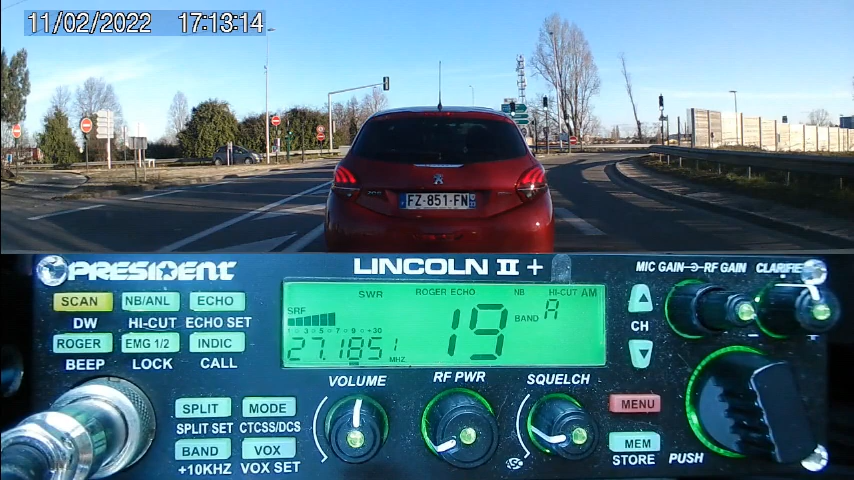 11/02/2022 17:13:14
208
FZ-851-FN
PRESIDENT
LINCOLN II +
MIC GAIN RF GAIN CLARIFIER
SCAN NB/ANL ECHO
DW HI-CUT ECHO SET
ROGER EMG 1/2 INDIC
BEEP LOCK CALL
SWR ROGER ECHO NB HI-CUT AM
SRF
1 3 5 7 9 +30
27.1851 MHZ
19
BAND A
CH
VOLUME RF PWR SQUELCH
SPLIT MODE
SPLIT SET CTCSS/DCS
BAND VOX
+10KHZ VOX SET
ASC
MENU
MEM
STORE PUSH